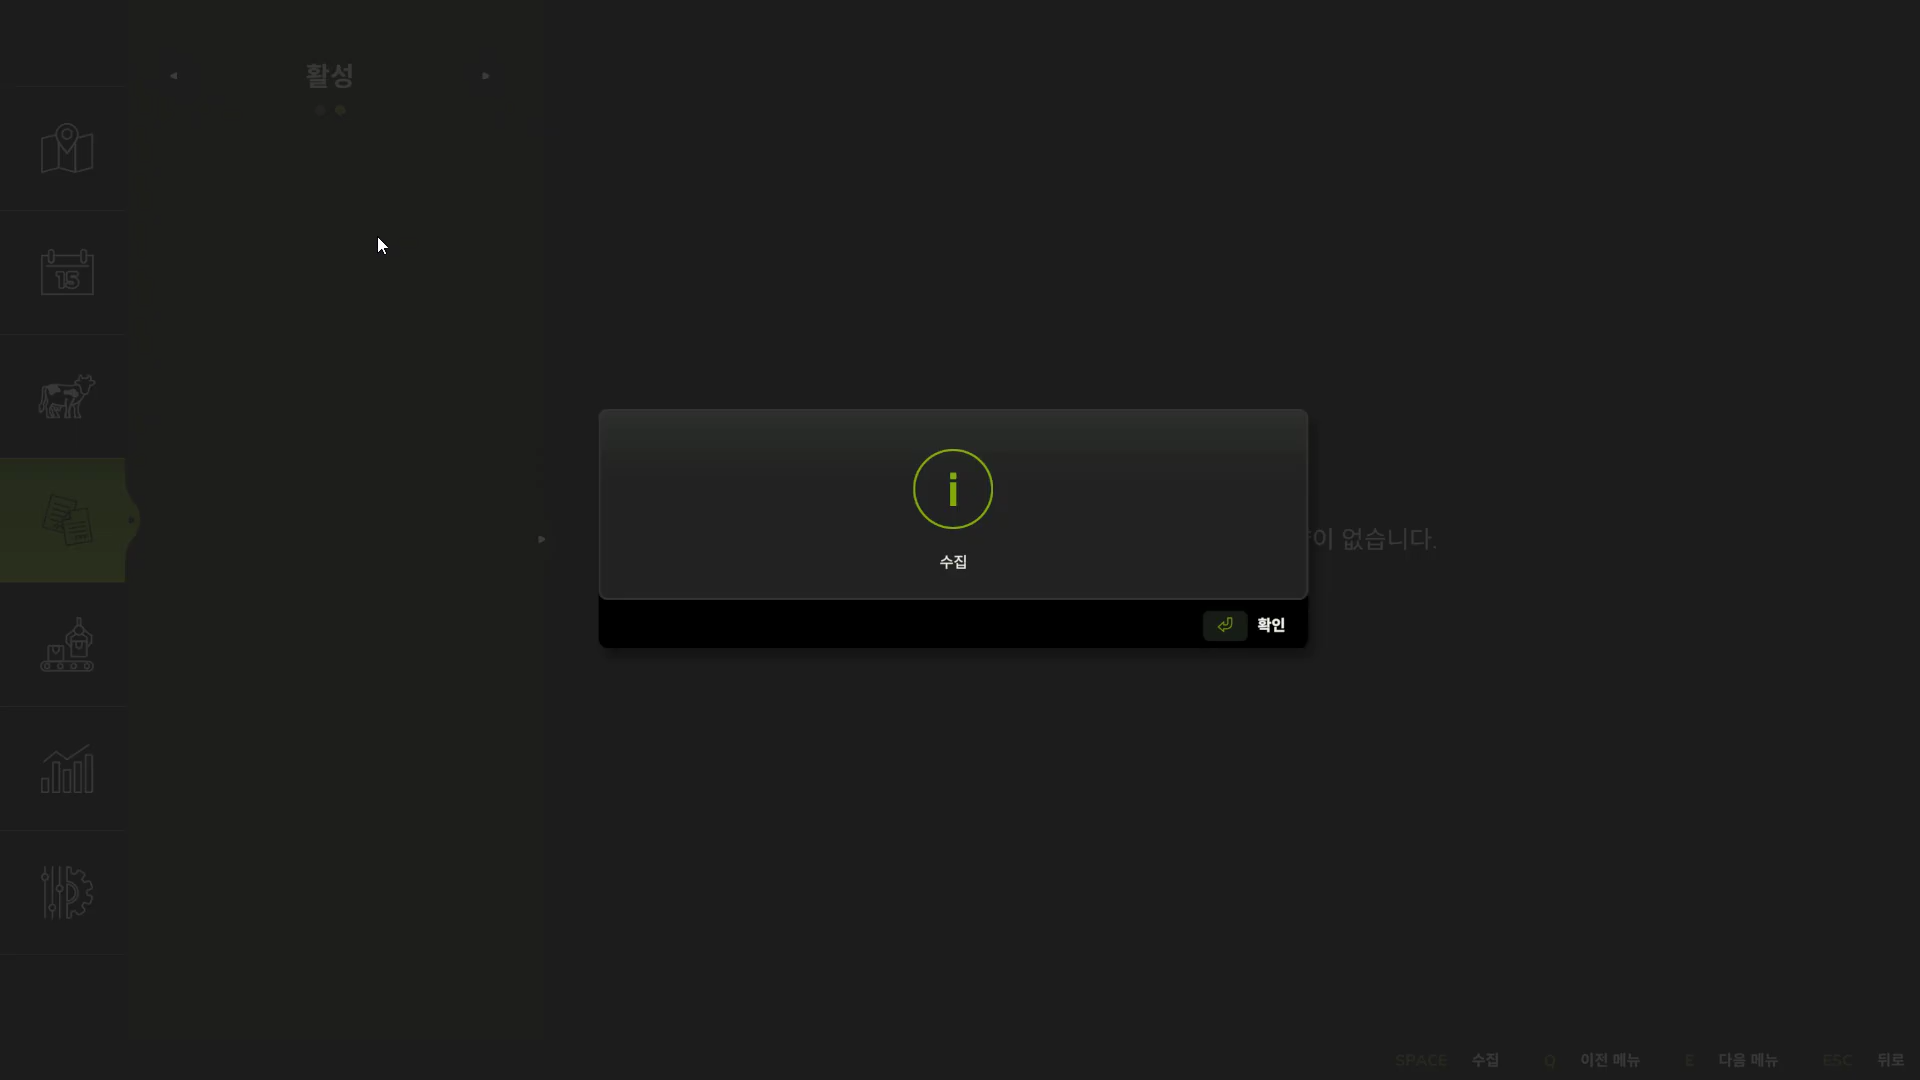 활성
15
이 없습니다.
i
수집
확인
SPACE 수집 Q 이전 메뉴 E 다음 메뉴 ESC 뒤로